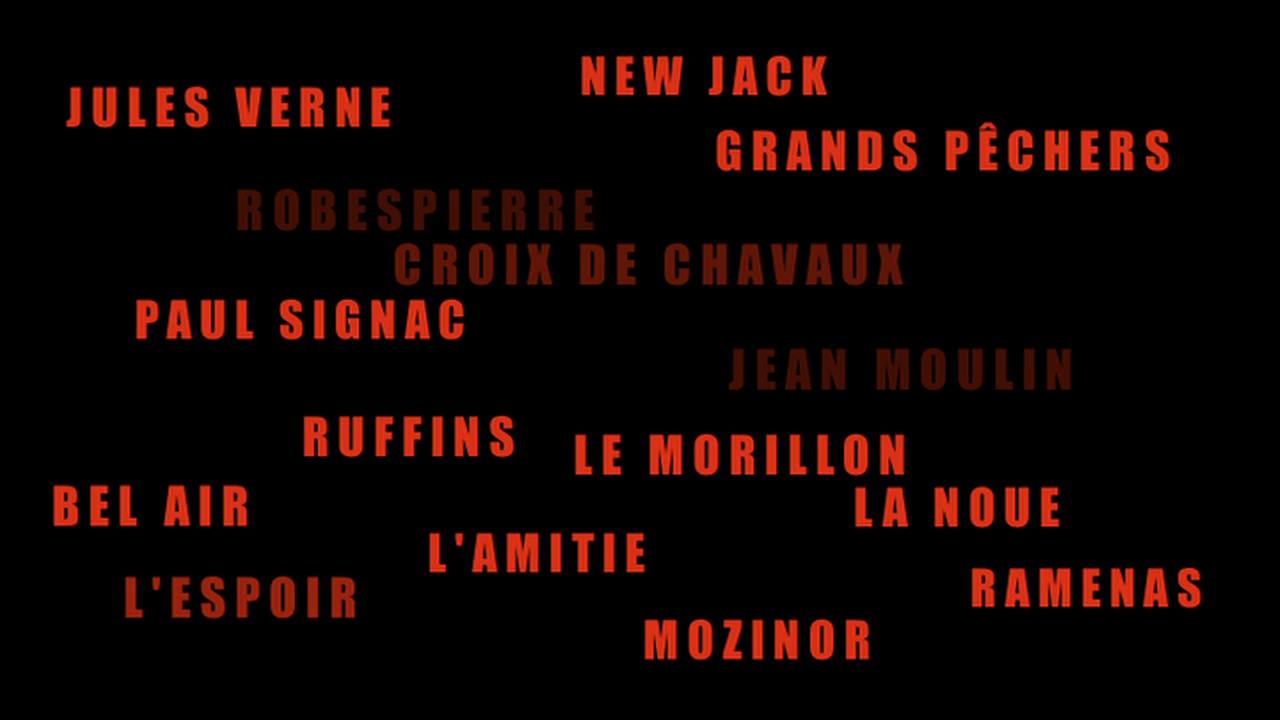 NEW JACK
JULES VERNE
GRANDS PÊCHERS
ROBESPIERRE
CROIX DE CHAVAUX
PAUL SIGNAC
JEAN MOULIN
RUFFINS
LE MORILLON
BEL AIR
LA NOUE
L'AMITIE
RAMENAS
L'ESPOIR
MOZINOR